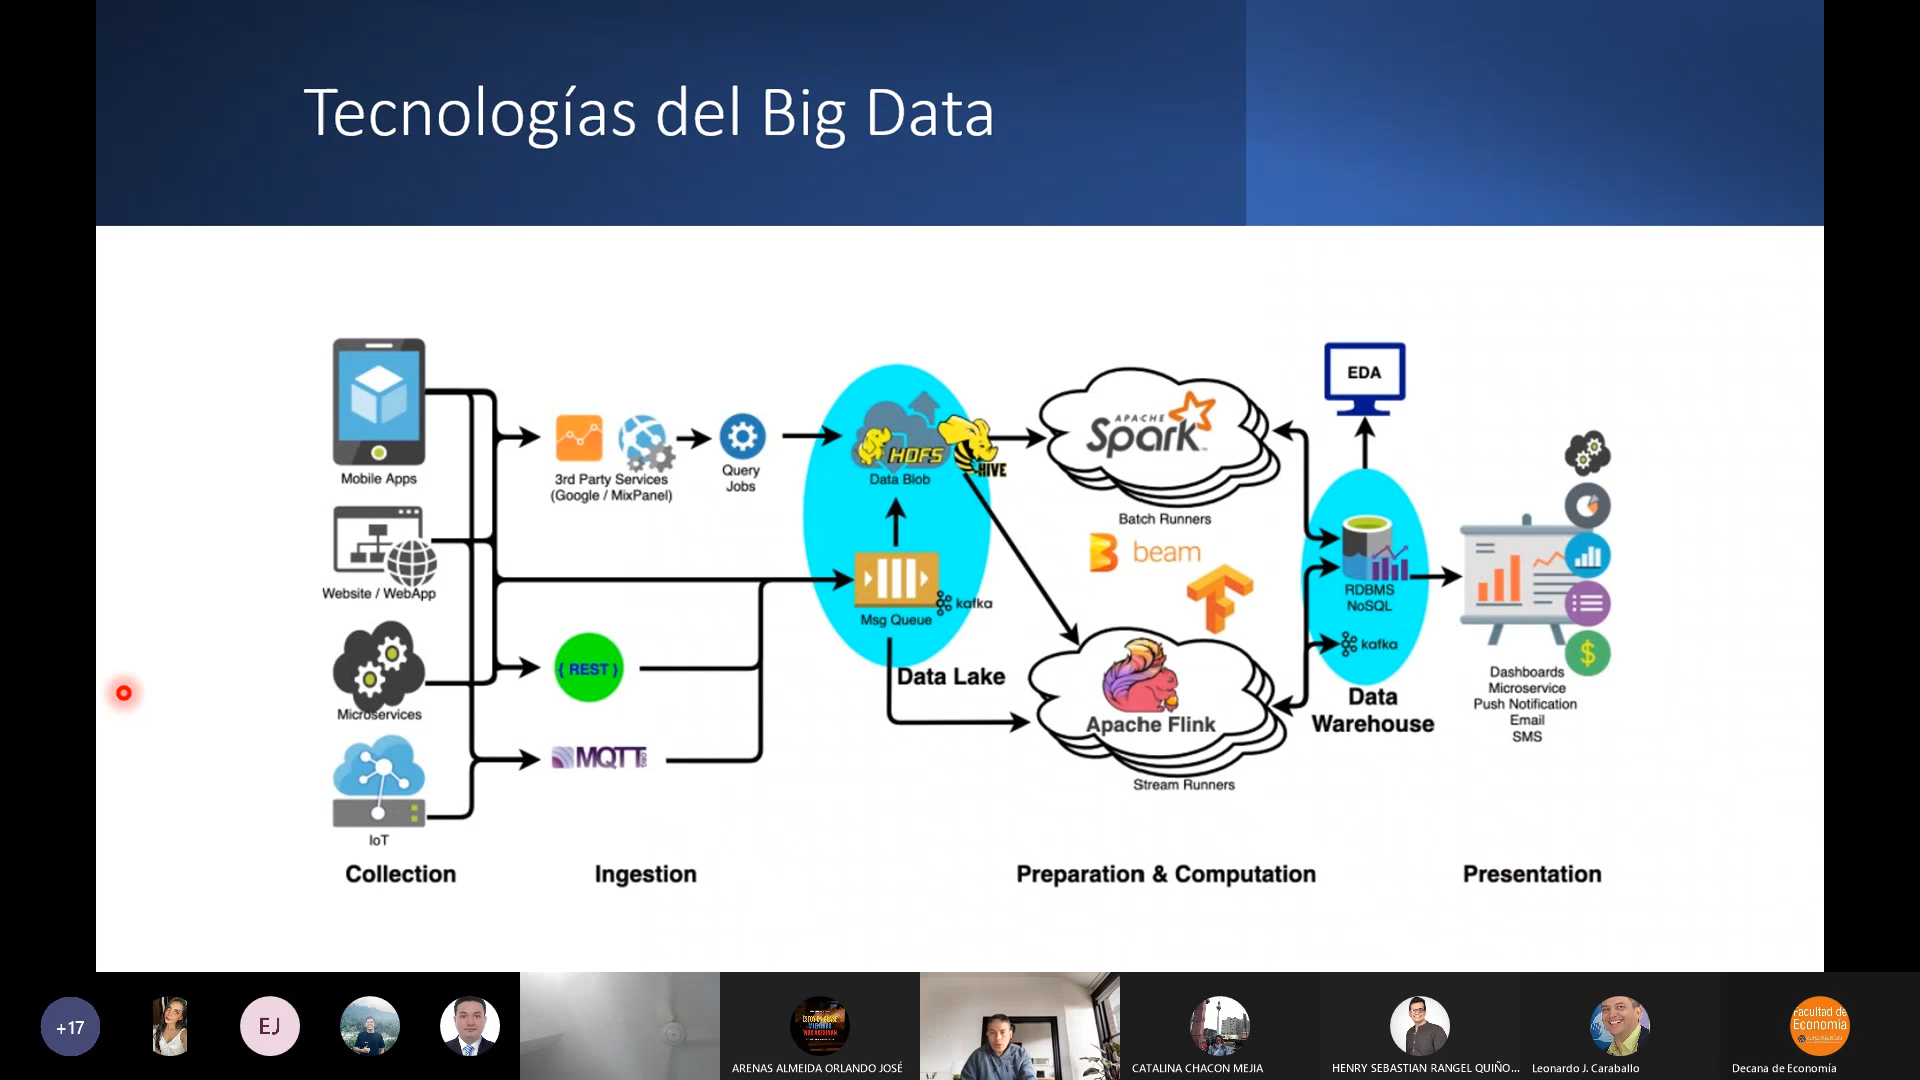 Tecnologías del Big Data
Mobile Apps
Website / WebApp
Microservices
IoT
Collection
3rd Party Services
(Google / MixPanel)
Query
Jobs
{ REST }
MQTT
Ingestion
HDFS
HIVE
Data Blob
Msg Queue
kafka
Data Lake
APACHE
Spark
Batch Runners
beam
Apache Flink
Stream Runners
Preparation & Computation
EDA
RDBMS
NoSQL
kafka
Data
Warehouse
Dashboards
Microservice
Push Notification
Email
SMS
Presentation
+17
EJ
ARENAS ALMEIDA ORLANDO JOSÉ
CATALINA CHACON MEJIA
HENRY SEBASTIAN RANGEL QUIÑO...
Leonardo J. Caraballo
Facultad de
Economía
Decana de Economía